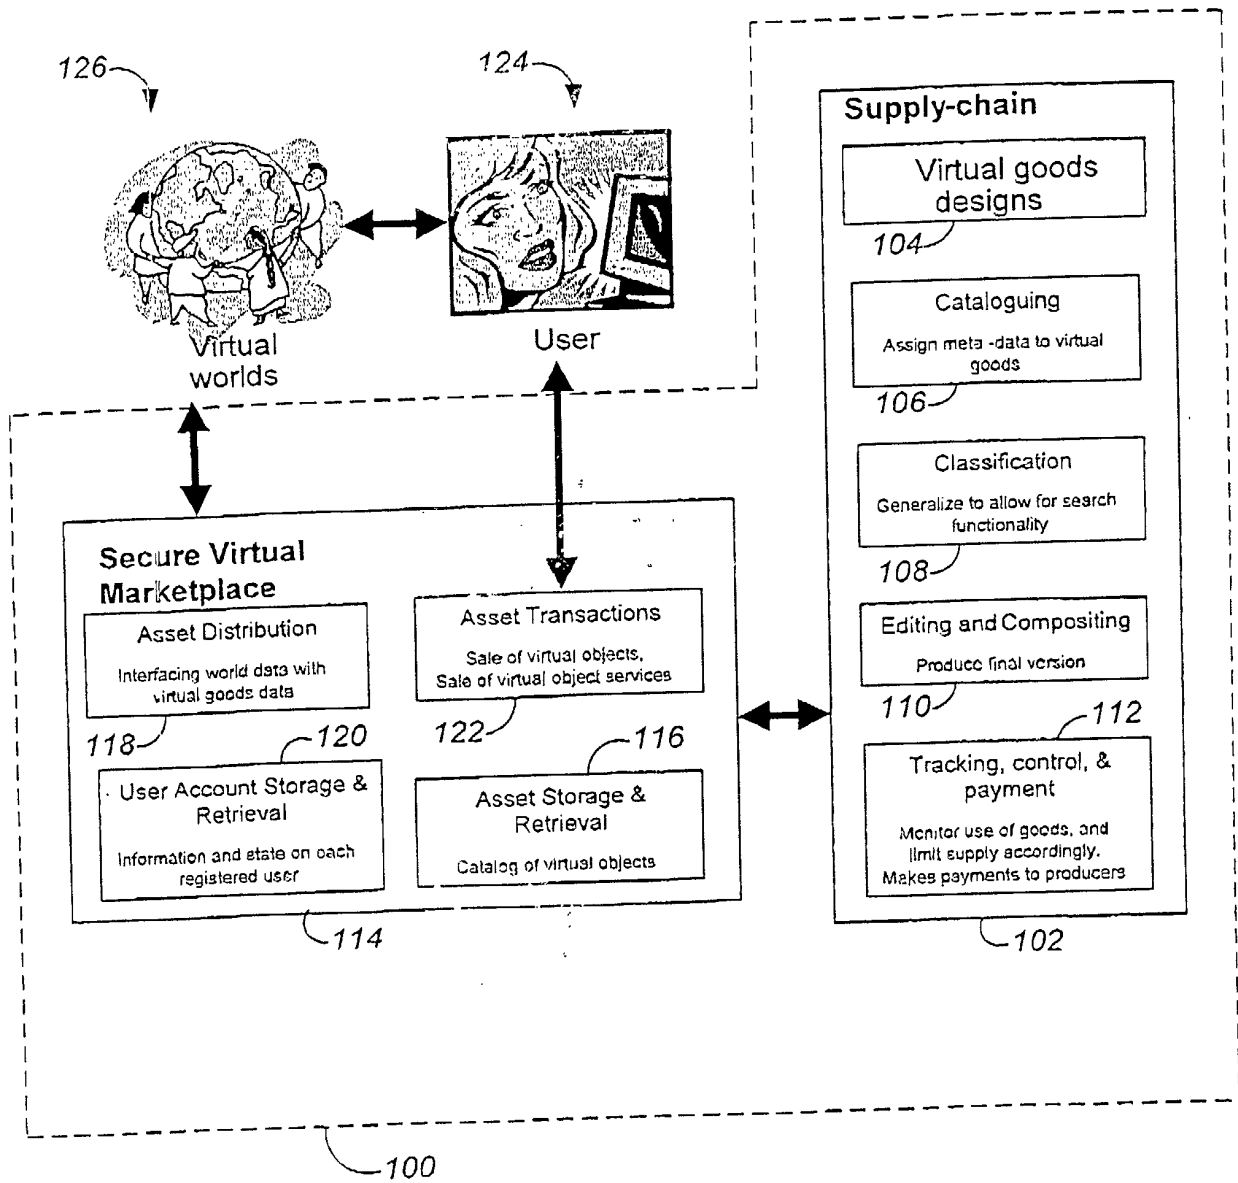 126
124
Virtual
worlds
User
Supply-chain
Virtual goods
designs
104
Cataloguing
Assign meta -data to virtual
goods
106
Classification
Generalize to allow for search
functionality
108
Editing and Compositing
Produce final version
110
112
Tracking, control, &
payment
Monitor use of goods, and
limit supply accordingly.
Makes payments to producers
102
Secure Virtual
Marketplace
Asset Distribution
Interfacing world data with
virtual goods data
118
Asset Transactions
Sale of virtual objects,
Sale of virtual object services
122
120
User Account Storage &
Retrieval
Information and state on each
registered user
116
Asset Storage &
Retrieval
Catalog of virtual objects
114
100